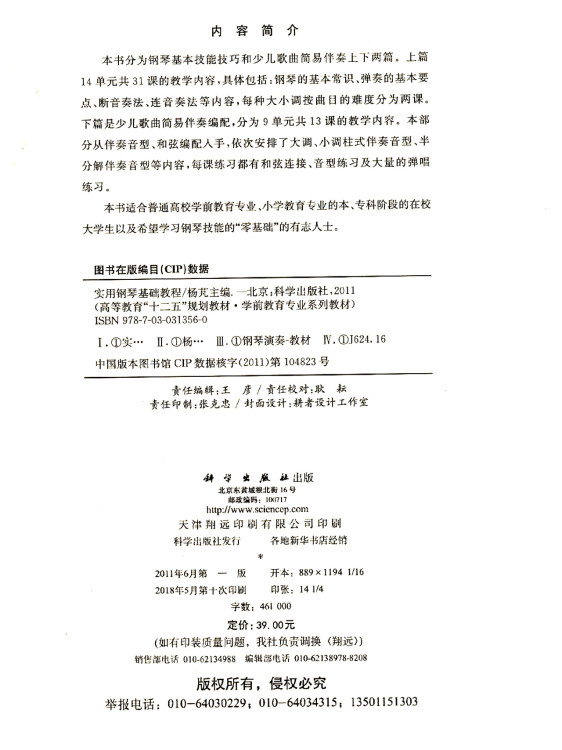 内 容 简 介
本书分为钢琴基本技能技巧和少儿歌曲简易伴奏上下两篇。上篇
14 单元共 31 课的教学内容,具体包括:钢琴的基本常识、弹奏的基本要
点、断音奏法、连音奏法等内容,每种大小调按曲目的难度分为两课。
下篇是少儿歌曲简易伴奏编配,分为 9 单元共 13 课的教学内容。本部
分从伴奏音型、和弦编配入手,依次安排了大调、小调柱式伴奏音型、半
分解伴奏音型等内容,每课练习都有和弦连接、音型练习及大量的弹唱
练习。
本书适合普通高校学前教育专业、小学教育专业的本、专科阶段的在校
大学生以及希望学习钢琴技能的“零基础”的有志人士。
图书在版编目(CIP)数据
实用钢琴基础教程/杨芃主编.—北京:科学出版社,2011
(高等教育“十二五”规划教材·学前教育专业系列教材)
ISBN 978-7-03-031356-0
Ⅰ.①实… Ⅱ.①杨… Ⅲ.①钢琴演奏-教材 Ⅳ.①J624.16
中国版本图书馆 CIP 数据核字(2011)第 104823 号
责任编辑:王 彦 / 责任校对:耿 耘
责任印制:张克忠 / 封面设计:耕者设计工作室
科学出版社 出版
北京东黄城根北街 16 号
邮政编码:100717
http://www.sciencep.com
天津翔远印刷有限公司印刷
科学出版社发行 各地新华书店经销
*
2011年6月第 一 版 开本:889×1194 1/16
2018年5月第十次印刷 印张:14 1/4
字数:461 000
定价:39.00元
(如有印装质量问题,我社负责调换〈翔远〉)
销售部电话 010-62134988 编辑部电话 010-62138978-8208
版权所有,侵权必究
举报电话:010-64030229;010-64034315;13501151303